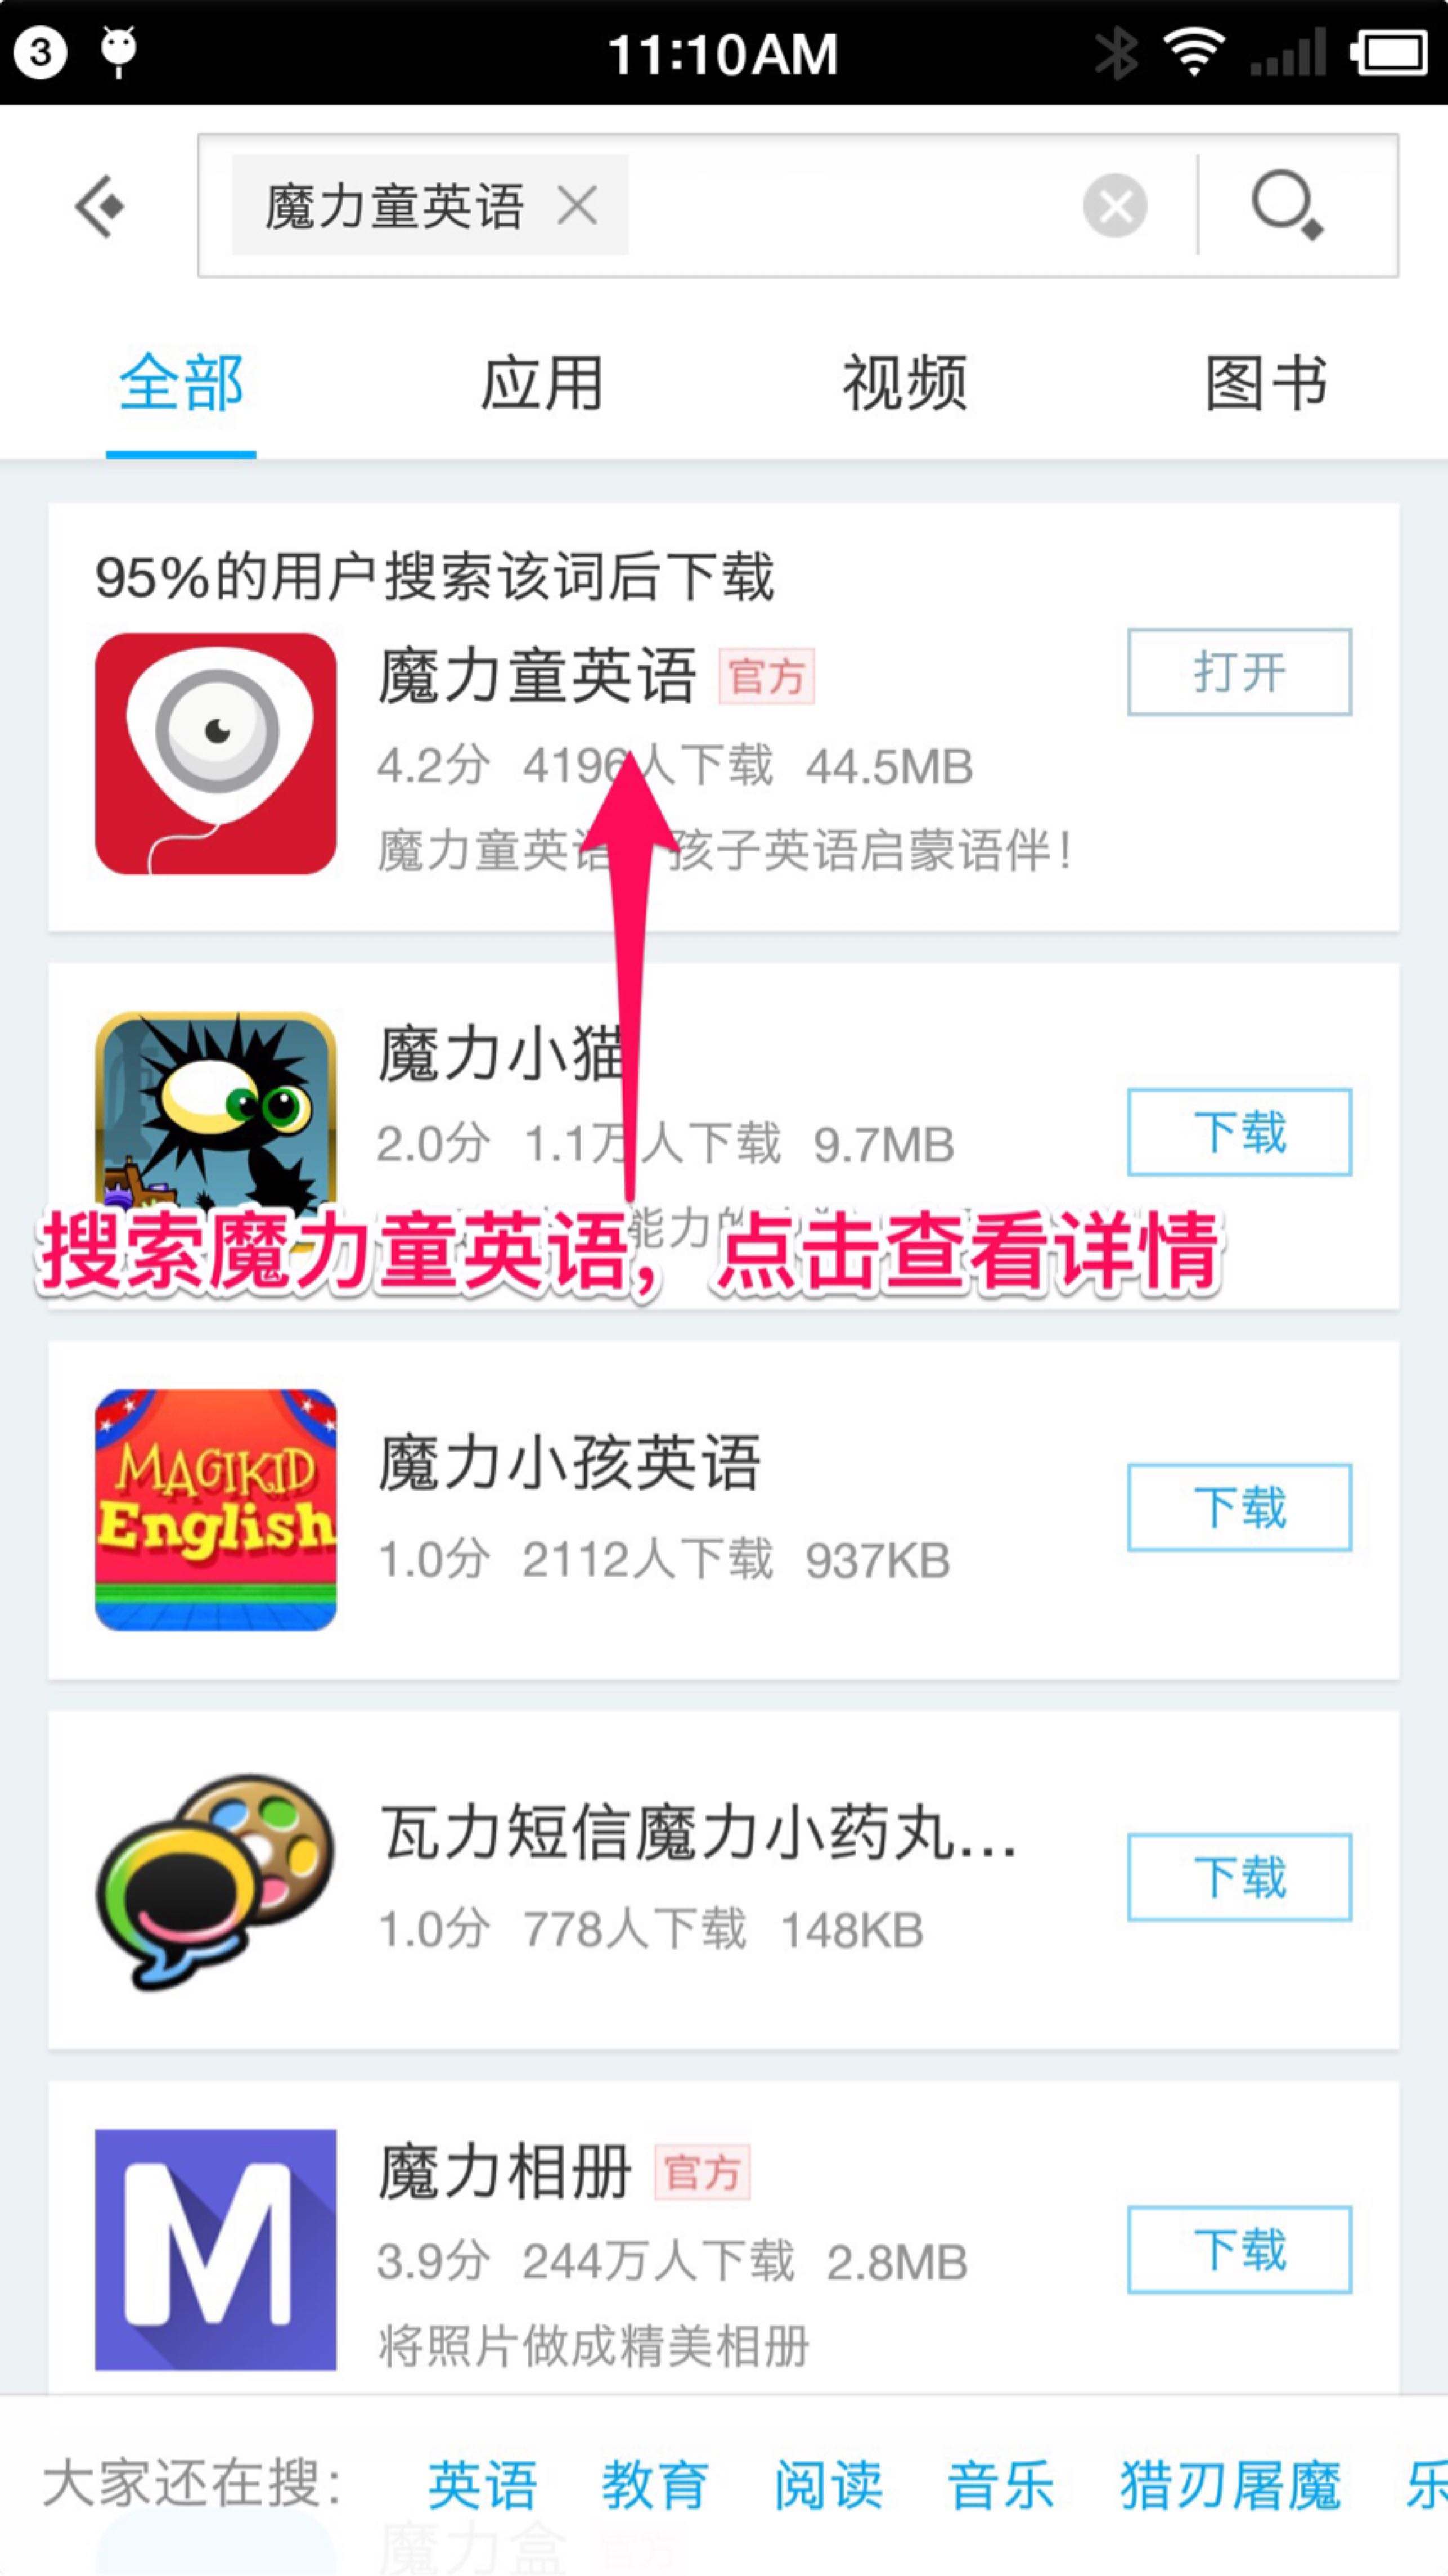 3
11:10AM
魔力童英语
全部 应用 视频 图书
95%的用户搜索该词后下载
魔力童英语 官方
打开
4.2分 4196人下载 44.5MB
魔力童英语 孩子英语启蒙语伴!
魔力小猫
2.0分 1.1万人下载 9.7MB
下载
能力的
搜索魔力童英语，点击查看详情
MAGIKID
English
魔力小孩英语
1.0分 2112人下载 937KB
下载
瓦力短信魔力小药丸...
1.0分 778人下载 148KB
下载
M
魔力相册 官方
3.9分 244万人下载 2.8MB
下载
将照片做成精美相册
大家还在搜: 英语 教育 阅读 音乐 猎刃屠魔 乐
魔力盒 官方